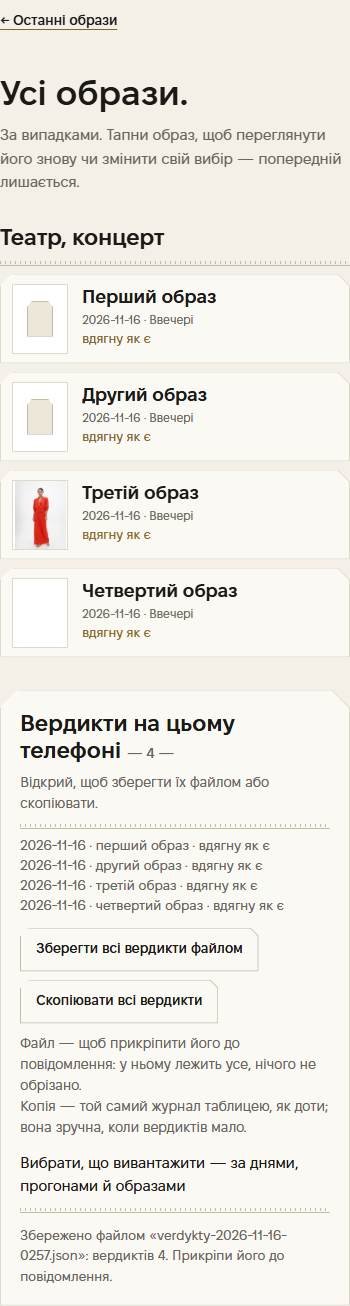 ← Останні образи
Усі образи.
За випадками. Тапни образ, щоб переглянути
його знову чи змінити свій вибір — попередній
лишається.
Театр, концерт
Перший образ
2026-11-16 · Ввечері
вдягну як є
Другий образ
2026-11-16 · Ввечері
вдягну як є
Третій образ
2026-11-16 · Ввечері
вдягну як є
Четвертий образ
2026-11-16 · Ввечері
вдягну як є
Вердикти на цьому
телефоні — 4 —
Відкрий, щоб зберегти їх файлом або
скопіювати.
2026-11-16 · перший образ · вдягну як є
2026-11-16 · другий образ · вдягну як є
2026-11-16 · третій образ · вдягну як є
2026-11-16 · четвертий образ · вдягну як є
Зберегти всі вердикти файлом
Скопіювати всі вердикти
Файл — щоб прикріпити його до
повідомлення: у ньому лежить усе, нічого не
обрізано.
Копія — той самий журнал таблицею, як доти;
вона зручна, коли вердиктів мало.
Вибрати, що вивантажити — за днями,
прогонами й образами
Збережено файлом «verdykty-2026-11-16-
0257.json»: вердиктів 4. Прикріпи його до
повідомлення.